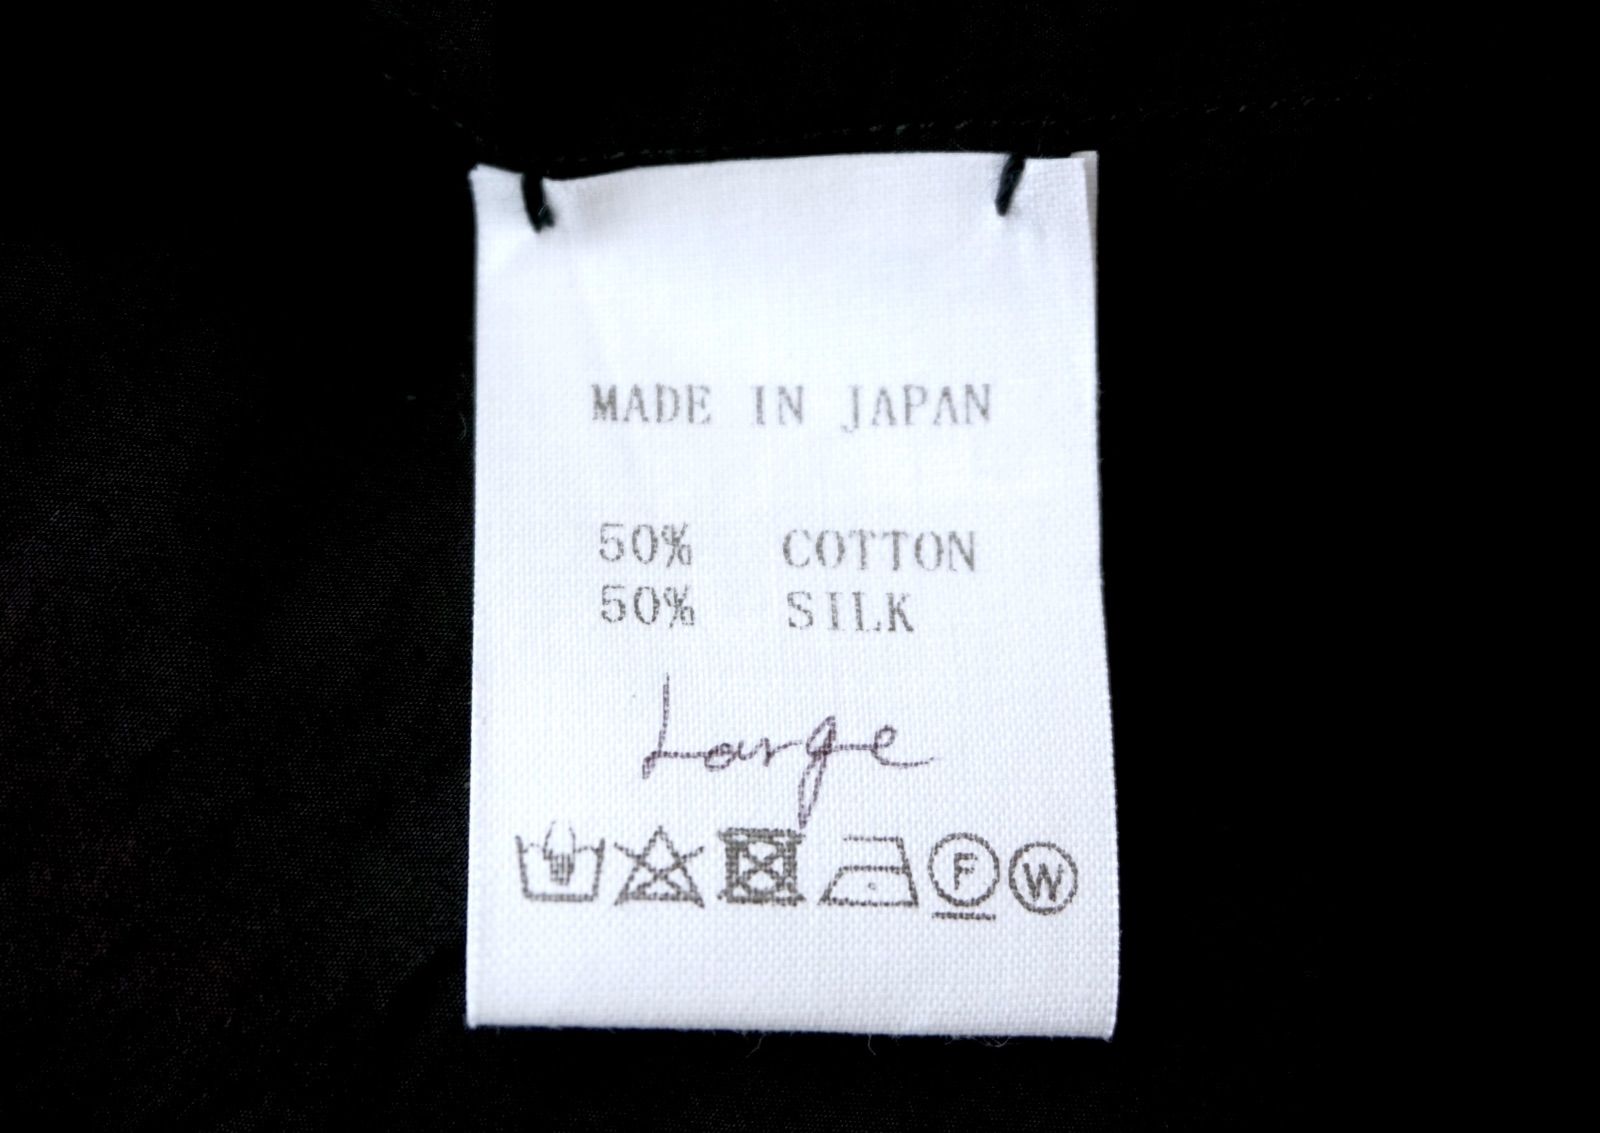 MADE IN JAPAN
50% COTTON
50% SILK
Large
F W